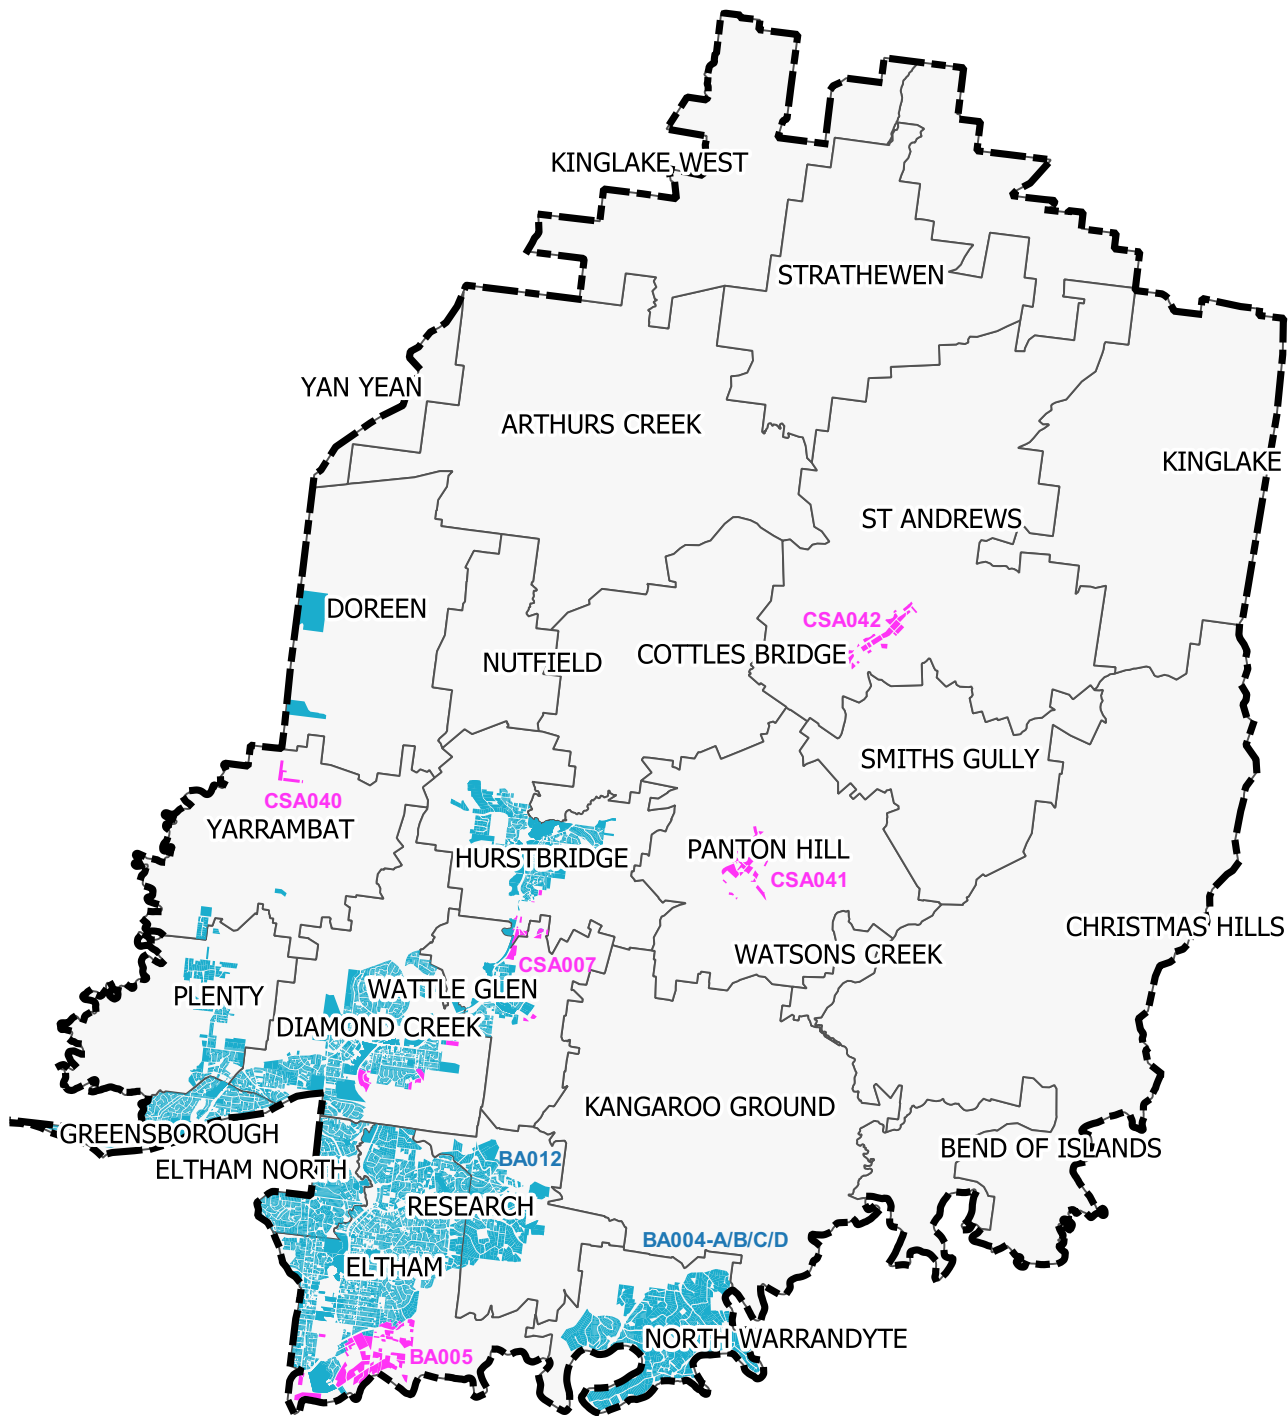 KINGLAKE WEST
STRATHEWEN
YAN YEAN
ARTHURS CREEK
KINGLAKE
ST ANDREWS
DOREEN
CSA042
NUTFIELD
COTTLES BRIDGE
SMITHS GULLY
CSA040
YARRAMBAT
HURSTBRIDGE
PANTON HILL
CSA041
CHRISTMAS HILLS
WATSONS CREEK
CSA007
WATTLE GLEN
PLENTY
DIAMOND CREEK
KANGAROO GROUND
GREENSBOROUGH
BEND OF ISLANDS
BA012
ELTHAM NORTH
RESEARCH
BA004-A/B/C/D
ELTHAM
NORTH WARRANDYTE
BA005